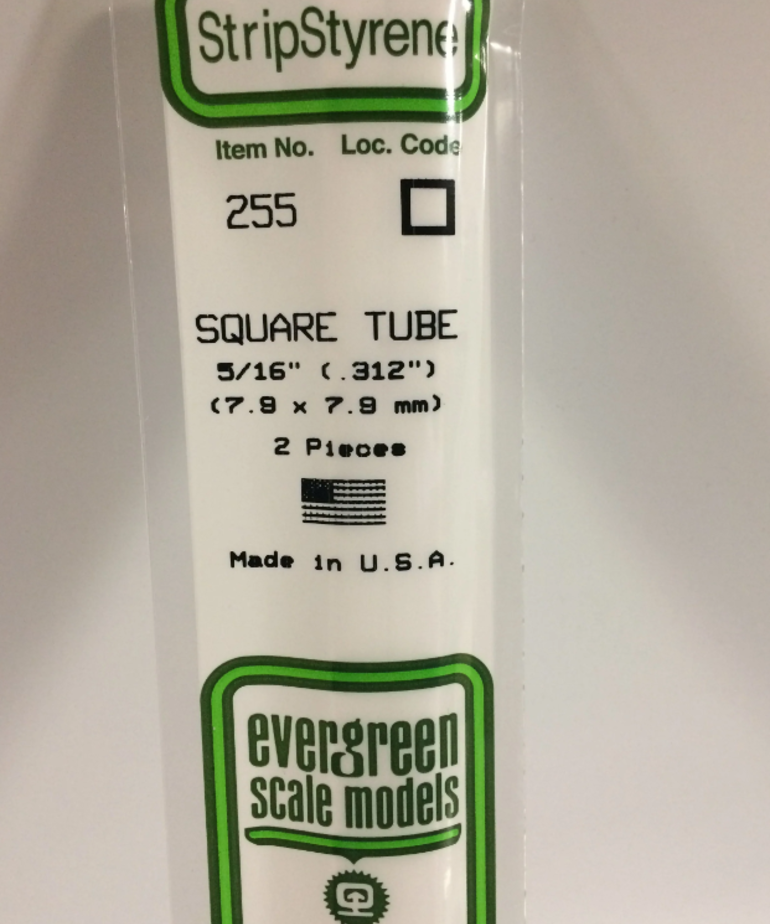 StripStyrene
Item No. Loc. Code
255
SQUARE TUBE
5/16" (.312")
(7.9 x 7.9 mm)
2 Pieces
Made in U.S.A.
evergreen
scale models